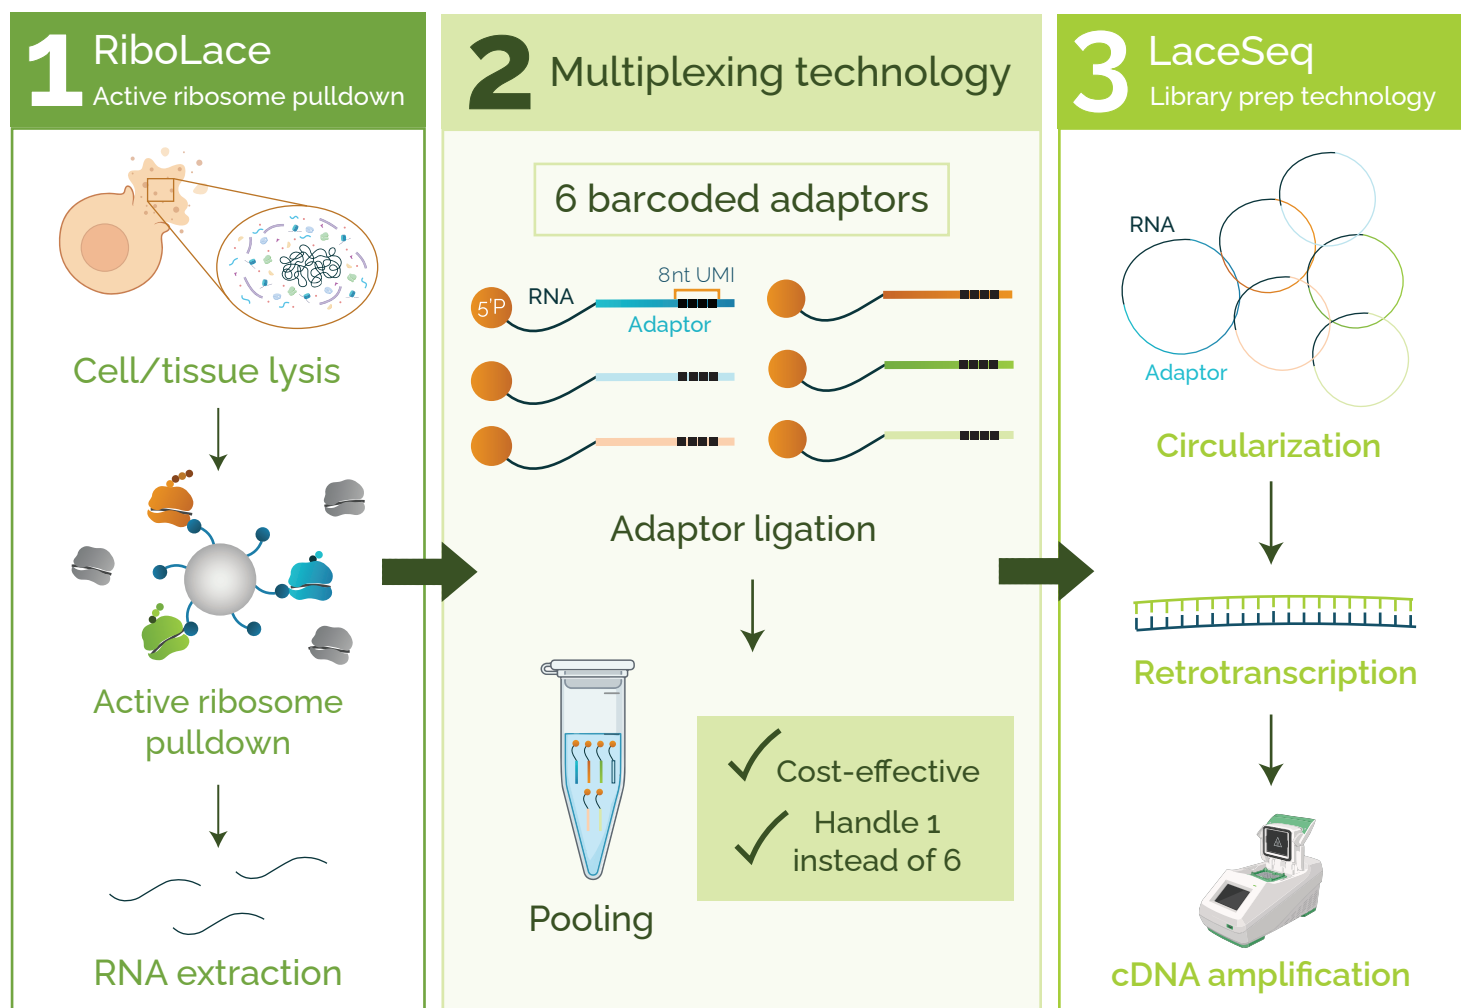 1
RiboLace
Active ribosome pulldown
Cell/tissue lysis
Active ribosome
pulldown
RNA extraction
2
Multiplexing technology
6 barcoded adaptors
8nt UMI
5'P
RNA
Adaptor
Adaptor ligation
Pooling
Cost-effective
Handle 1
instead of 6
3
LaceSeq
Library prep technology
RNA
Adaptor
Circularization
Retrotranscription
cDNA amplification